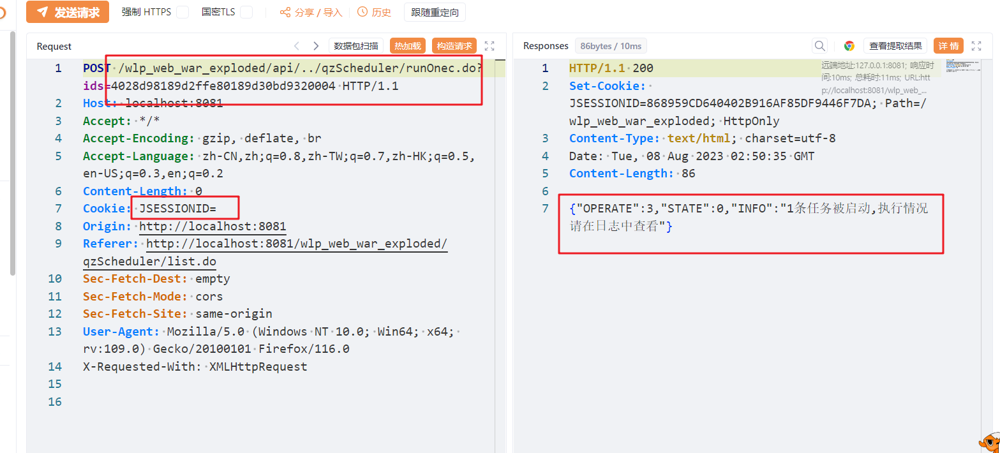 发送请求 强制 HTTPS 国密TLS 分享 / 导入 历史 跟随重定向
Request 数据包扫描 热加载 构造请求
1 POST /wlp_web_war_exploded/api/../qzScheduler/runOnec.do?
ids=4028d98189d2ffe80189d30bd9320004 HTTP/1.1
2 Host: localhost:8081
3 Accept: */*
4 Accept-Encoding: gzip, deflate, br
5 Accept-Language: zh-CN,zh;q=0.8,zh-TW;q=0.7,zh-HK;q=0.5,
en-US;q=0.3,en;q=0.2
6 Content-Length: 0
7 Cookie: JSESSIONID=
8 Origin: http://localhost:8081
9 Referer: http://localhost:8081/wlp_web_war_exploded/
qzScheduler/list.do
10 Sec-Fetch-Dest: empty
11 Sec-Fetch-Mode: cors
12 Sec-Fetch-Site: same-origin
13 User-Agent: Mozilla/5.0 (Windows NT 10.0; Win64; x64;
rv:109.0) Gecko/20100101 Firefox/116.0
14 X-Requested-With: XMLHttpRequest
15
16
Responses 86bytes / 10ms 查看提取结果 详情
1 HTTP/1.1 200
远端地址:127.0.0.1:8081; 响应时
间:10ms; 总耗时:11ms; URL:htt
p://localhost:8081/wlp_web_...
2 Set-Cookie:
JSESSIONID=868959CD640402B916AF85DF9446F7DA; Path=/
wlp_web_war_exploded; HttpOnly
3 Content-Type: text/html; charset=utf-8
4 Date: Tue, 08 Aug 2023 02:50:35 GMT
5 Content-Length: 86
6
7 {"OPERATE":3,"STATE":0,"INFO":"1条任务被启动,执行情况
请在日志中查看"}